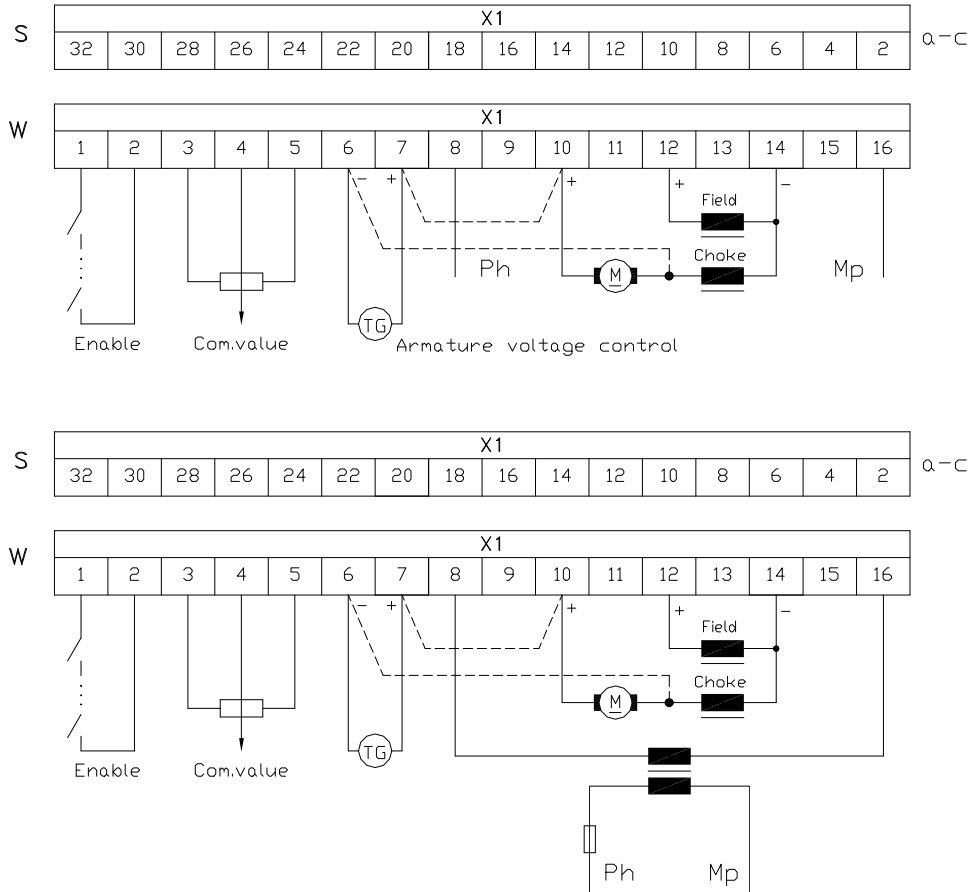 X1
S 32 30 28 26 24 22 20 18 16 14 12 10 8 6 4 2 a-c
X1
W 1 2 3 4 5 6 7 8 9 10 11 12 13 14 15 16
- + + + -
Field
Ph Choke Mp
M
TG
Enable Com.value Armature voltage control
X1
S 32 30 28 26 24 22 20 18 16 14 12 10 8 6 4 2 a-c
X1
W 1 2 3 4 5 6 7 8 9 10 11 12 13 14 15 16
- + + + -
Field
Choke
M
TG
Enable Com.value
Ph Mp